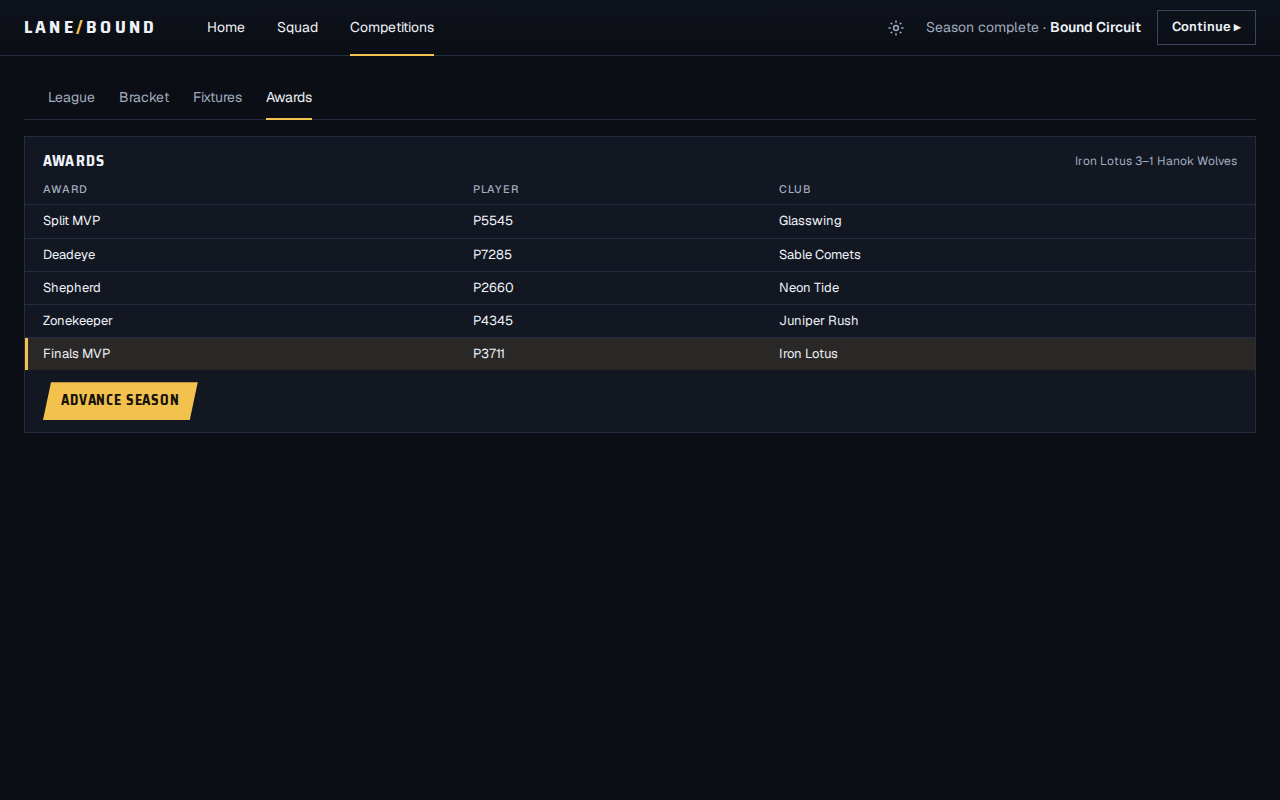 LANE/BOUND Home Squad Competitions Season complete · Bound Circuit Continue ▸
League Bracket Fixtures Awards
AWARDS Iron Lotus 3–1 Hanok Wolves
AWARD PLAYER CLUB
Split MVP P5545 Glasswing
Deadeye P7285 Sable Comets
Shepherd P2660 Neon Tide
Zonekeeper P4345 Juniper Rush
Finals MVP P3711 Iron Lotus
ADVANCE SEASON